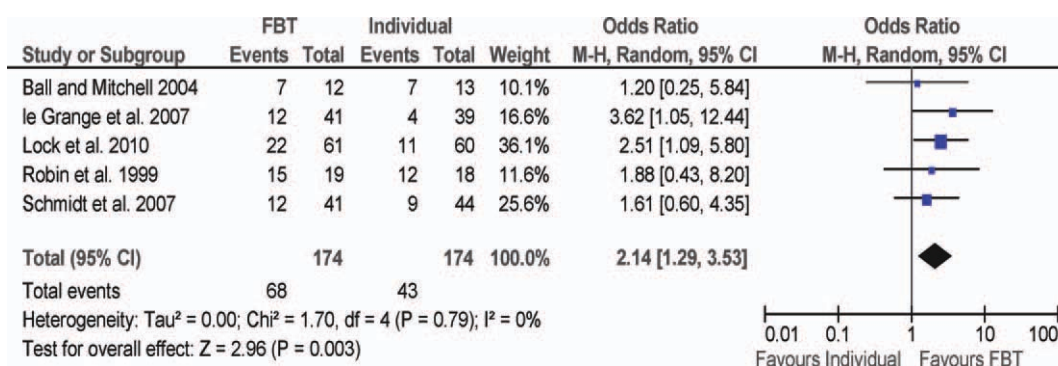 FBT Individual Odds Ratio Odds Ratio
Study or Subgroup Events Total Events Total Weight M-H, Random, 95% CI M-H, Random, 95% CI
Ball and Mitchell 2004 7 12 7 13 10.1% 1.20 [0.25, 5.84]
le Grange et al. 2007 12 41 4 39 16.6% 3.62 [1.05, 12.44]
Lock et al. 2010 22 61 11 60 36.1% 2.51 [1.09, 5.80]
Robin et al. 1999 15 19 12 18 11.6% 1.88 [0.43, 8.20]
Schmidt et al. 2007 12 41 9 44 25.6% 1.61 [0.60, 4.35]
Total (95% CI) 174 174 100.0% 2.14 [1.29, 3.53]
Total events 68 43
Heterogeneity: Tau² = 0.00; Chi² = 1.70, df = 4 (P = 0.79); I² = 0%
Test for overall effect: Z = 2.96 (P = 0.003)
0.01 0.1 1 10 100
Favours Individual Favours FBT